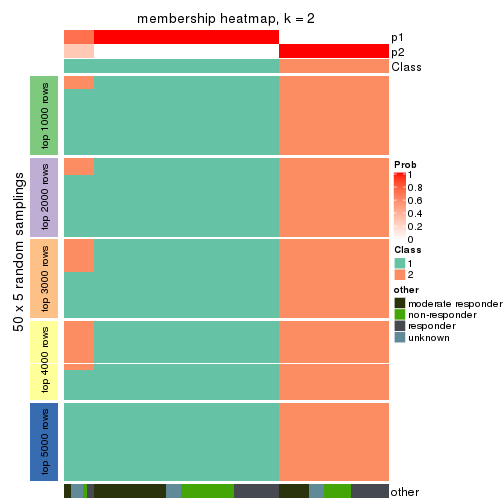 membership heatmap, k = 2
p1
p2
Class
50 x 5 random samplings
top 1000 rows
top 2000 rows
top 3000 rows
top 4000 rows
top 5000 rows
Prob
1
0.8
0.6
0.4
0.2
0
Class
1
2
other
moderate responder
non-responder
responder
unknown
other